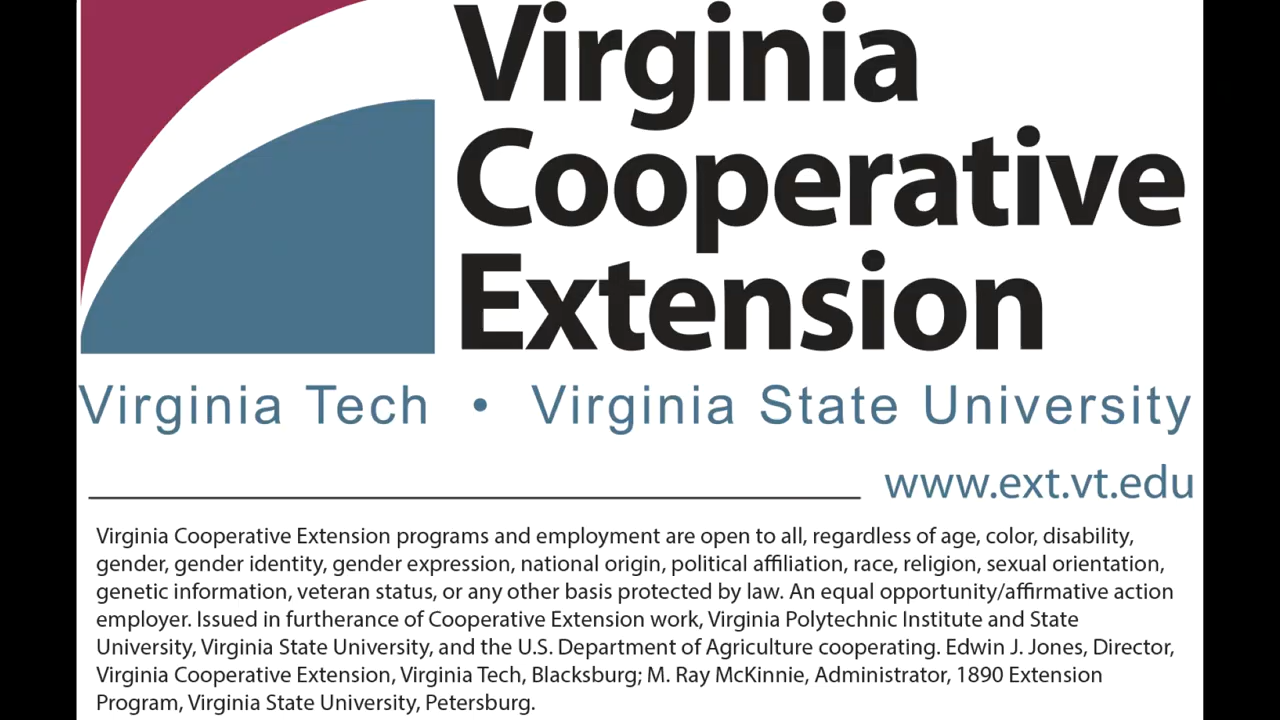 Virginia
Cooperative
Extension
Virginia Tech • Virginia State University
www.ext.vt.edu
Virginia Cooperative Extension programs and employment are open to all, regardless of age, color, disability,
gender, gender identity, gender expression, national origin, political affiliation, race, religion, sexual orientation,
genetic information, veteran status, or any other basis protected by law. An equal opportunity/affirmative action
employer. Issued in furtherance of Cooperative Extension work, Virginia Polytechnic Institute and State
University, Virginia State University, and the U.S. Department of Agriculture cooperating. Edwin J. Jones, Director,
Virginia Cooperative Extension, Virginia Tech, Blacksburg; M. Ray McKinnie, Administrator, 1890 Extension
Program, Virginia State University, Petersburg.